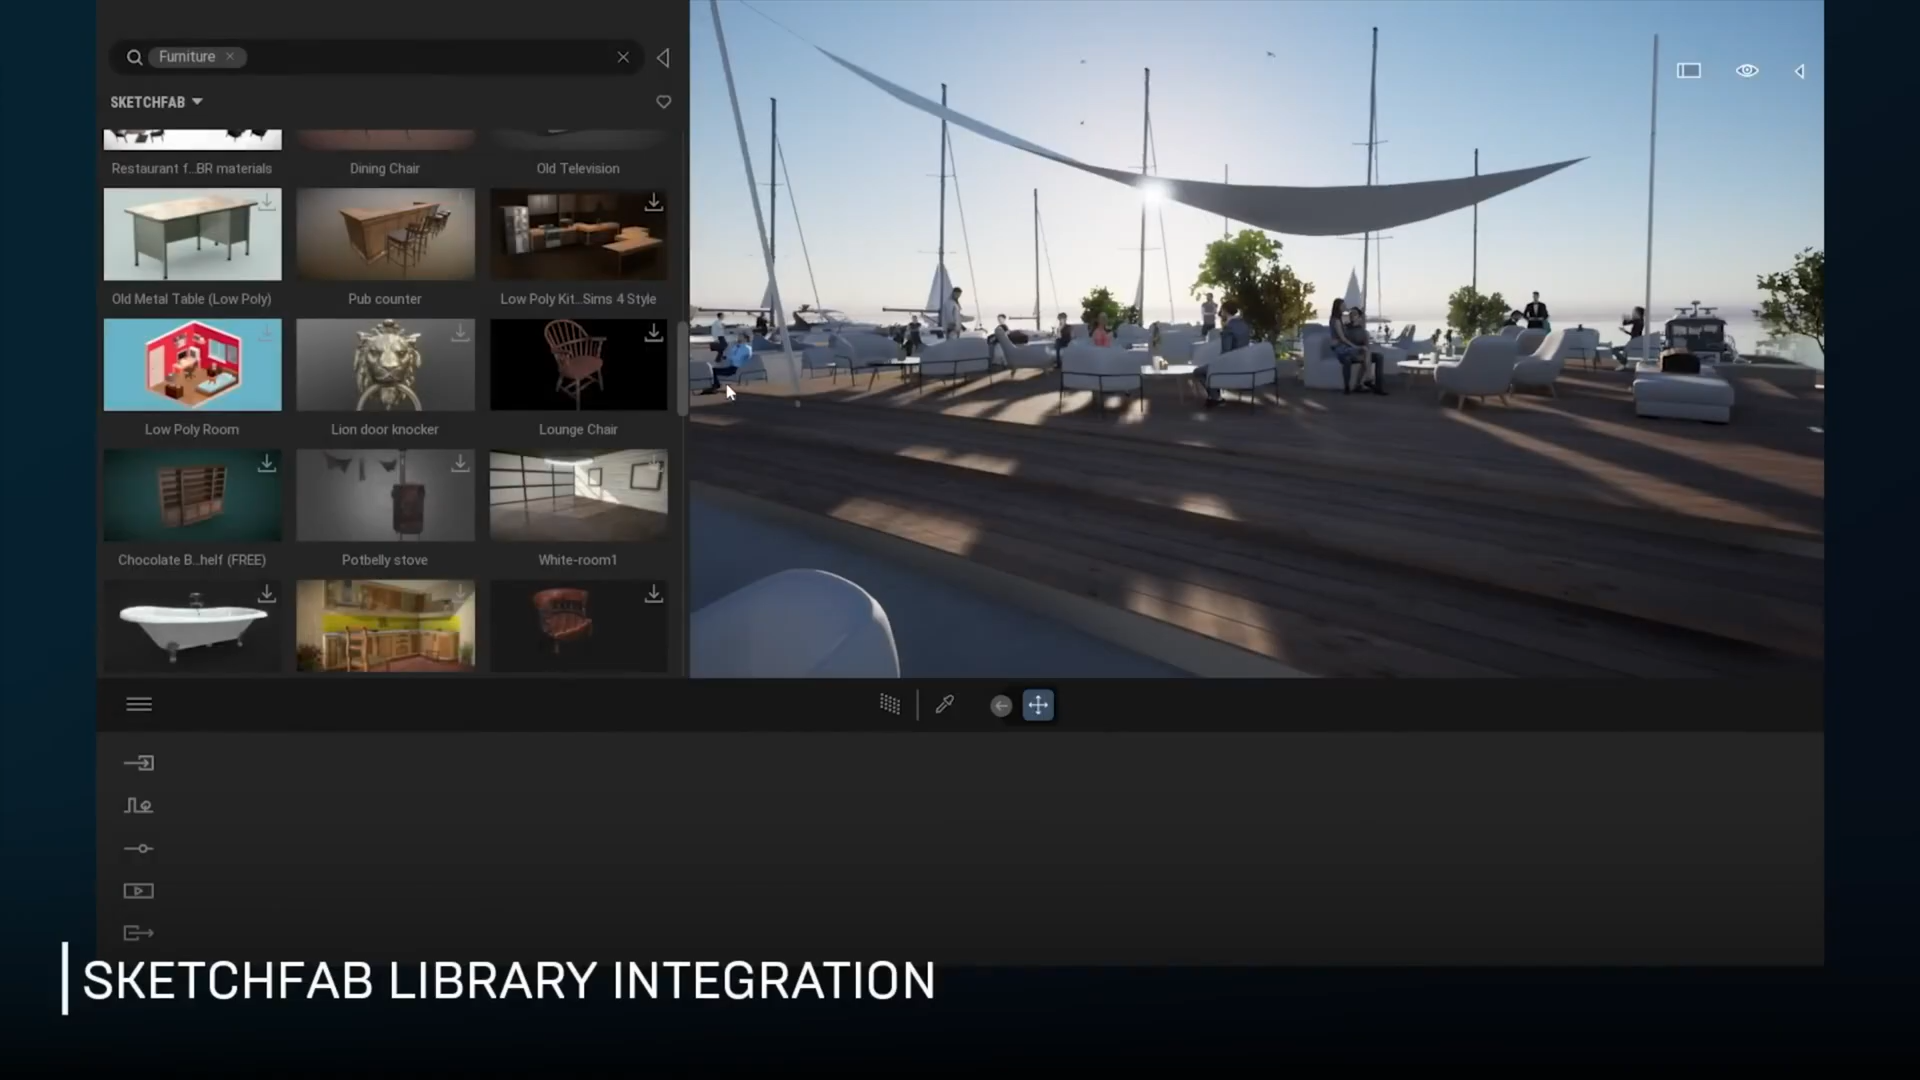 Furniture
SKETCHFAB
Restaurant f...BR materials
Dining Chair
Old Television
Old Metal Table (Low Poly)
Pub counter
Low Poly Kit...Sims 4 Style
Low Poly Room
Lion door knocker
Lounge Chair
Chocolate B...helf (FREE)
Potbelly stove
White-room1
SKETCHFAB LIBRARY INTEGRATION